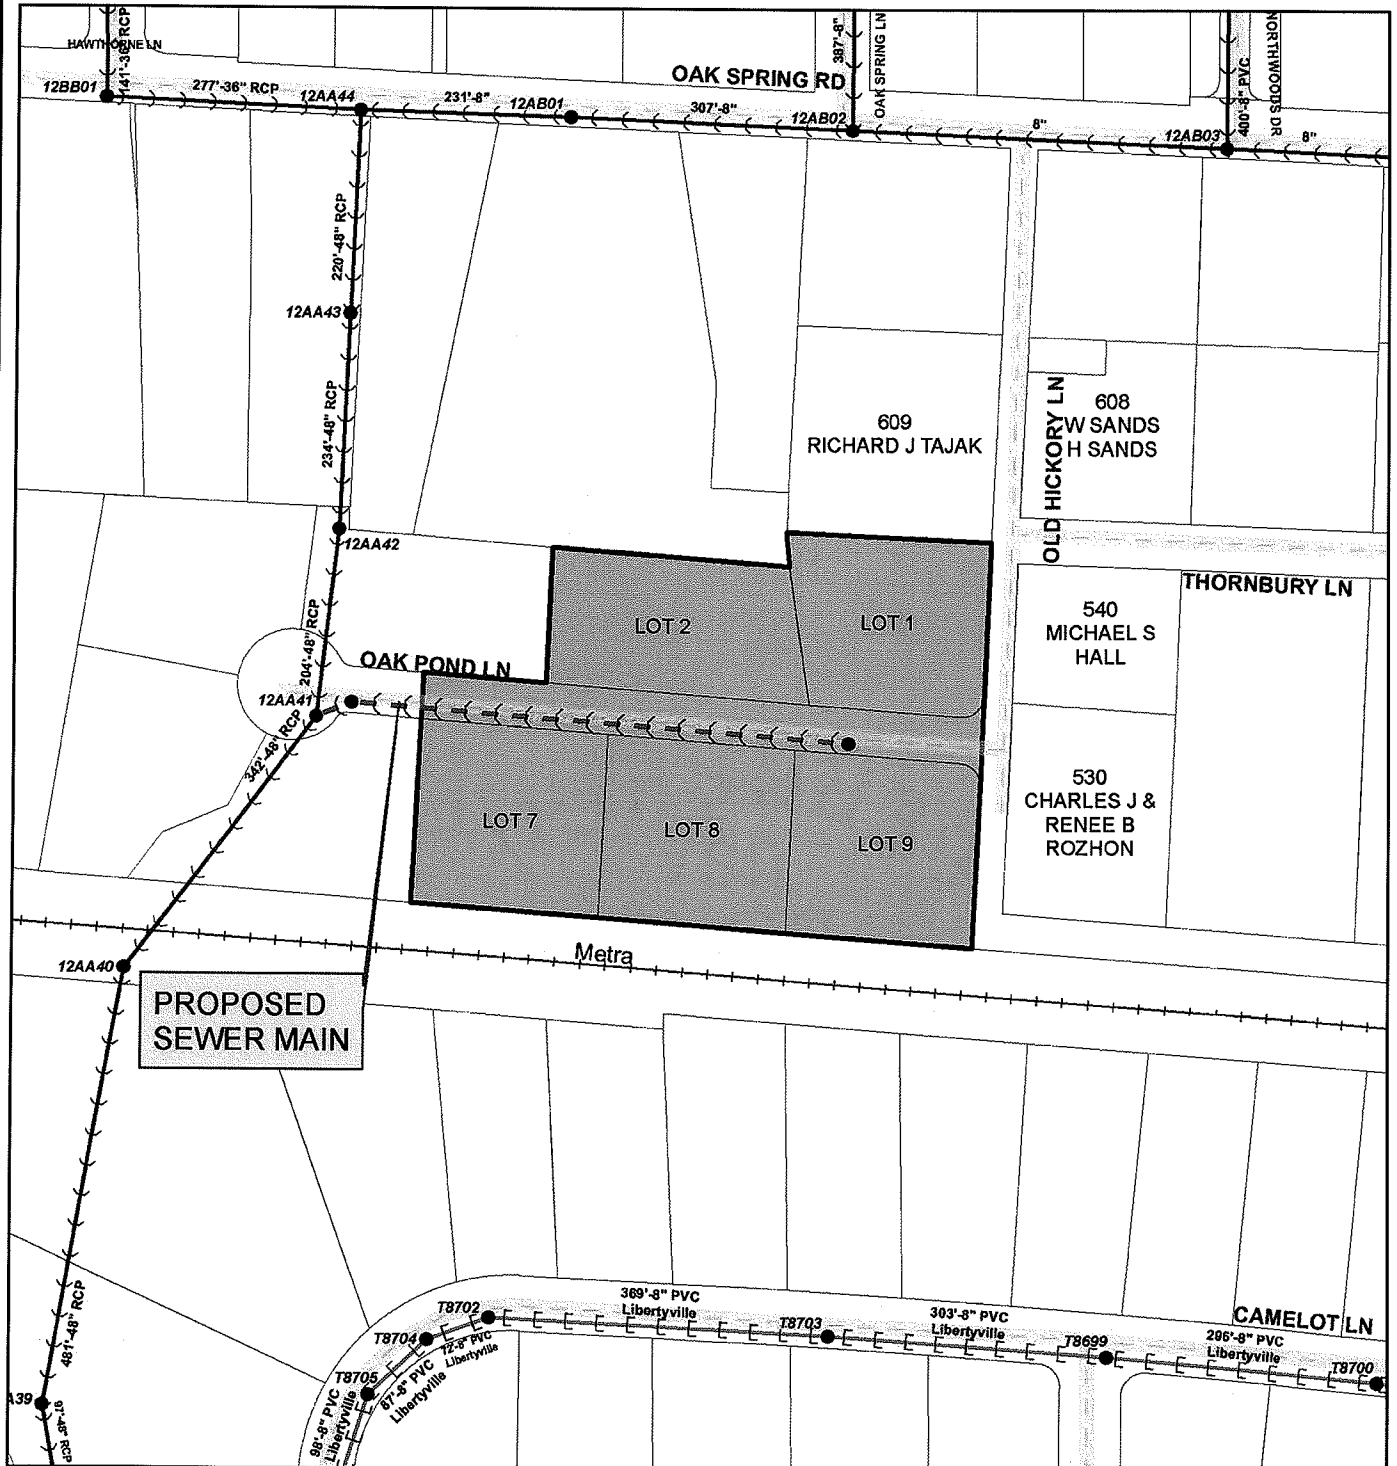 HAWTHORNE LN
141'-36" RCP
12BB01
277'-36" RCP
12AA44
231'-8"
12AB01
307'-8"
OAK SPRING RD
387'-8"
OAK SPRING LN
12AB02
8"
12AB03
400'-8" PVC
NORTHWOODS DR
8"
220'-48" RCP
12AA43
234'-48" RCP
12AA42
609
RICHARD J TAJAK
OLD HICKORY LN
608
W SANDS
H SANDS
THORNBURY LN
LOT 2
LOT 1
540
MICHAEL S
HALL
204'-48" RCP
OAK POND LN
12AA41
342'-48" RCP
LOT 7
LOT 8
LOT 9
530
CHARLES J &
RENEE B
ROZHON
Metra
12AA40
PROPOSED
SEWER MAIN
481'-48" RCP
A39
97'-48" RCP
T8702
369'-8" PVC
Libertyville
T8703
303'-8" PVC
Libertyville
T8699
CAMELOT LN
296'-8" PVC
Libertyville
T8700
T8704
72'-8" PVC
Libertyville
T8705
87'-8" PVC
Libertyville
98'-8" PVC
Libertyville